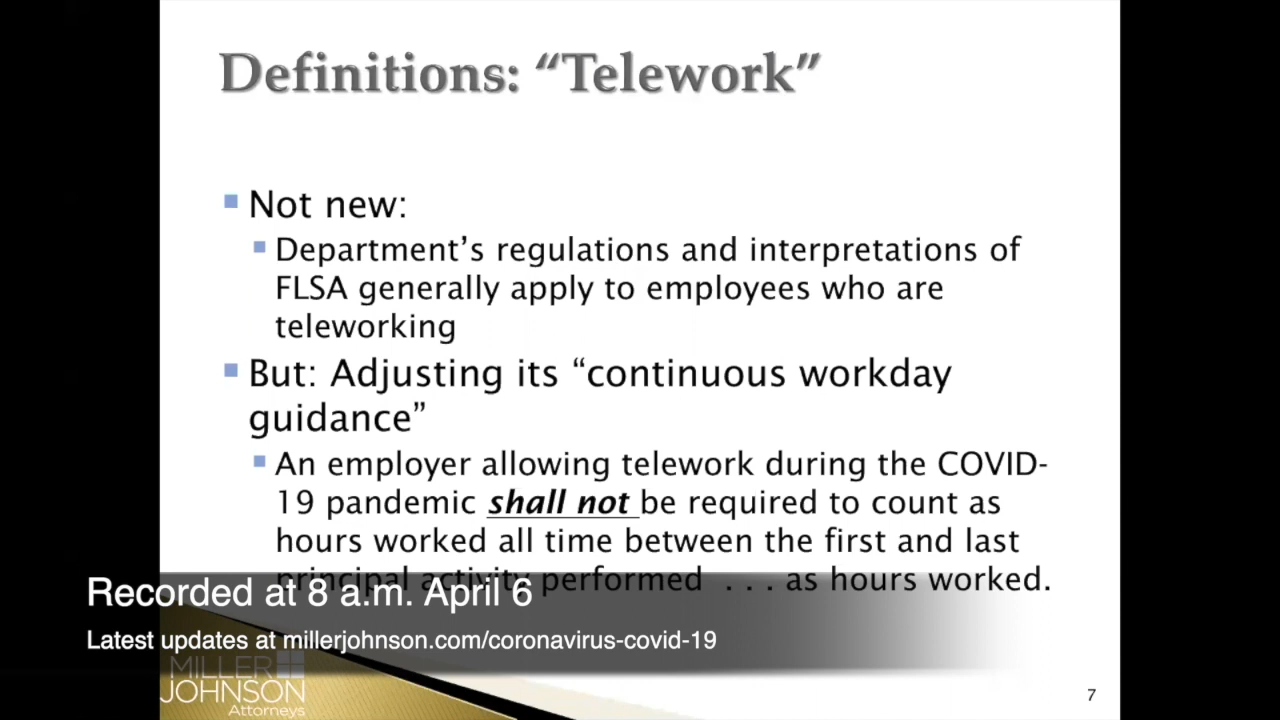 Definitions: “Telework”
Not new:
Department’s regulations and interpretations of
FLSA generally apply to employees who are
teleworking
But: Adjusting its “continuous workday
guidance”
An employer allowing telework during the COVID-
19 pandemic shall not be required to count as
hours worked all time between the first and last
principal activity performed . . . as hours worked.
Recorded at 8 a.m. April 6
Latest updates at millerjohnson.com/coronavirus-covid-19
MILLER
JOHNSON
Attorneys
7